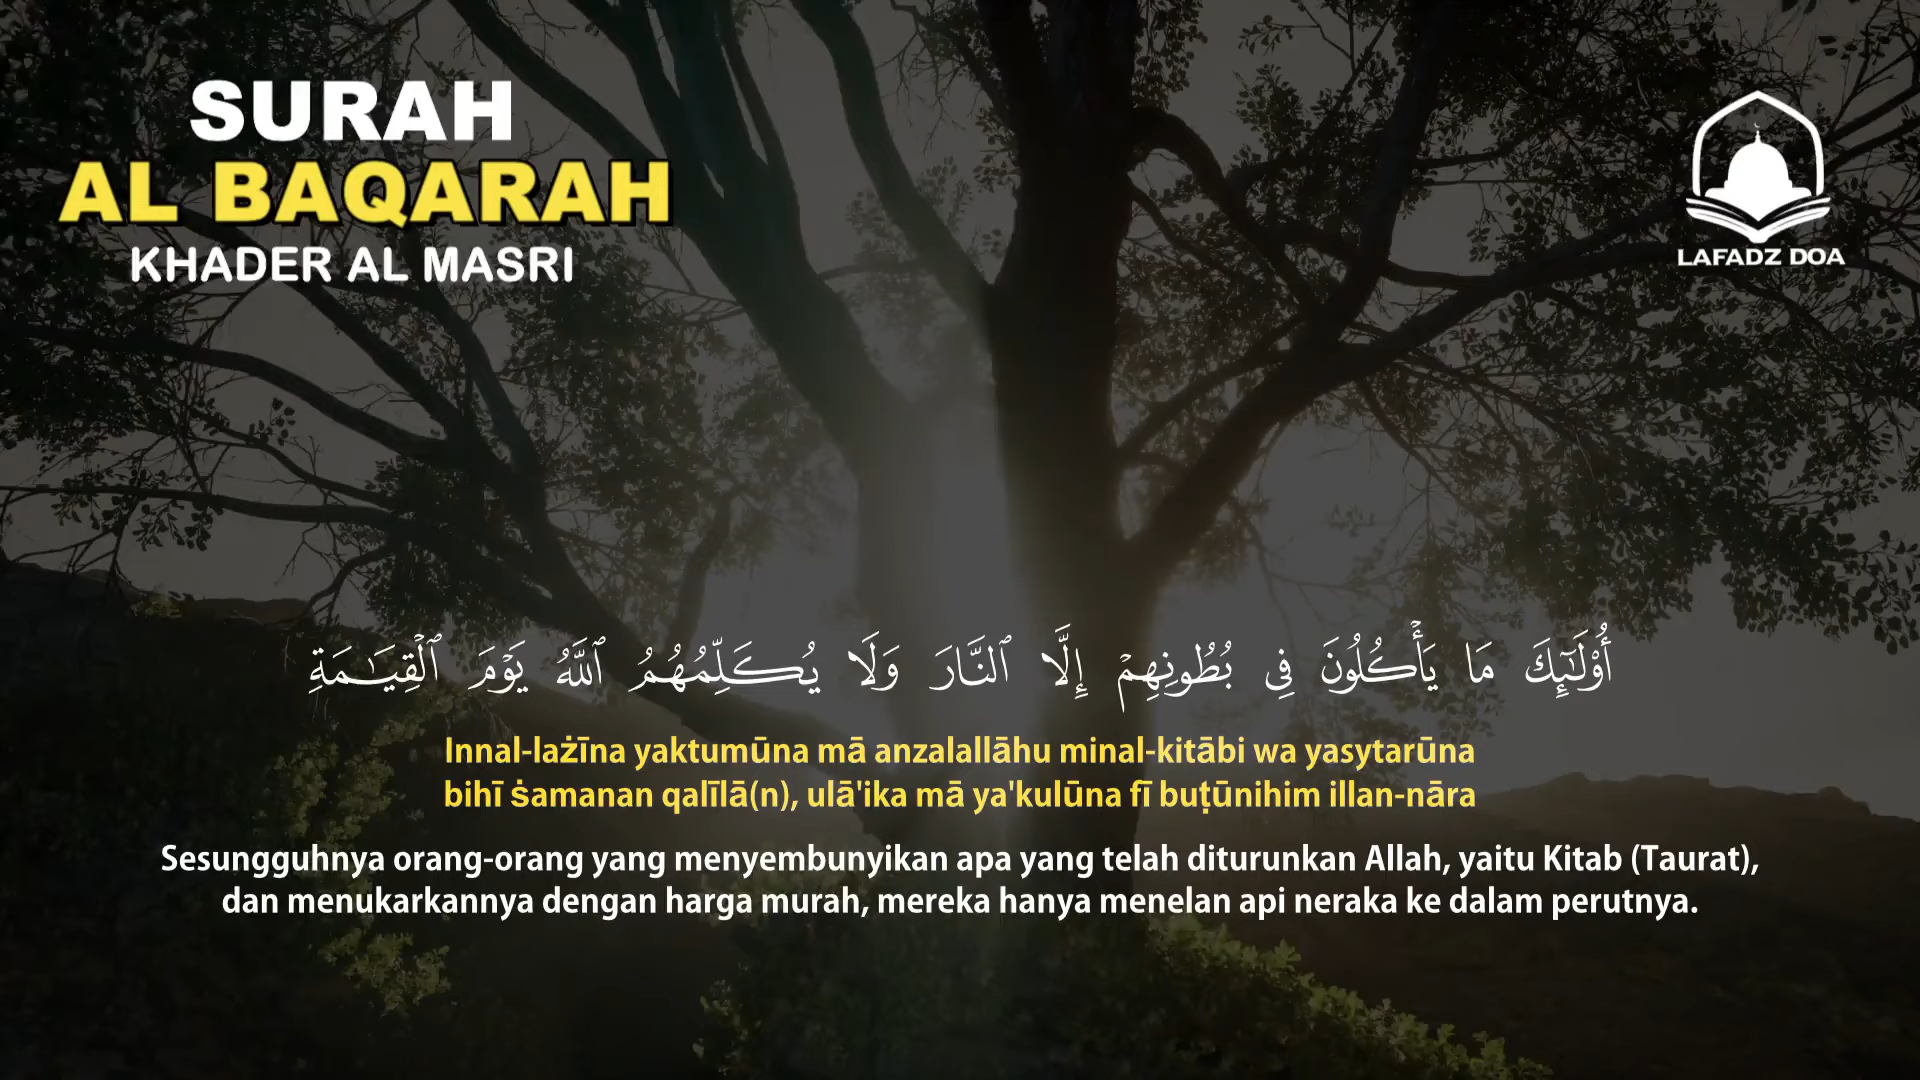 SURAH
AL BAQARAH
KHADER AL MASRI
LAFADZ DOA
أُو۟لَـٰٓئِكَ مَا يَأْكُلُونَ فِى بُطُونِهِمْ إِلَّا ٱلنَّارَ وَلَا يُكَلِّمُهُمُ ٱللَّهُ يَوْمَ ٱلْقِيَـٰمَةِ
Innal-lażīna yaktumūna mā anzalallāhu minal-kitābi wa yasytarūna
bihī ṡamanan qalīlā(n), ulā'ika mā ya'kulūna fī buṭūnihim illan-nāra
Sesungguhnya orang-orang yang menyembunyikan apa yang telah diturunkan Allah, yaitu Kitab (Taurat),
dan menukarkannya dengan harga murah, mereka hanya menelan api neraka ke dalam perutnya.